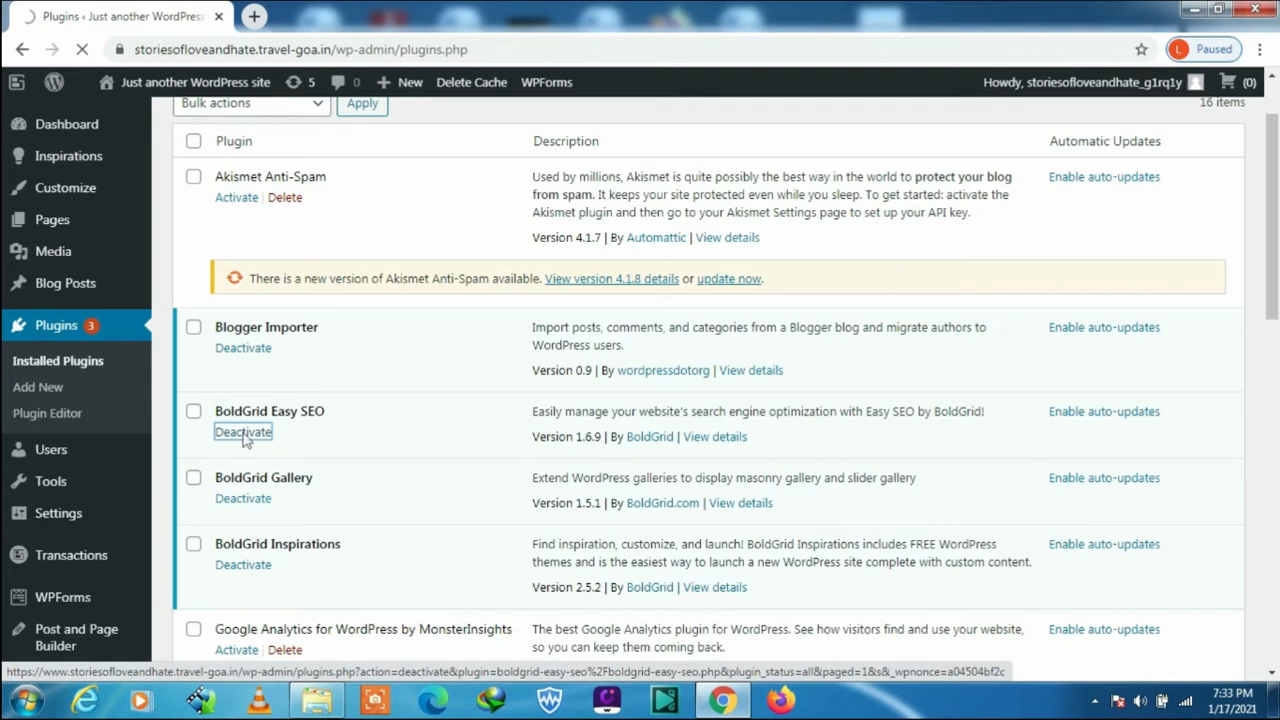 Plugins ‹ Just another WordPress
storiesofloveandhate.travel-goa.in/wp-admin/plugins.php
L Paused
Just another WordPress site 5 0 New Delete Cache WPForms Howdy, storiesofloveandhate_g1rq1y (0)
Bulk actions Apply 16 items
Dashboard
Inspirations
Customize
Pages
Media
Blog Posts
Plugins 3
Installed Plugins
Add New
Plugin Editor
Users
Tools
Settings
Transactions
WPForms
Post and Page
Builder
Plugin Description Automatic Updates
Akismet Anti-Spam
Activate | Delete
Used by millions, Akismet is quite possibly the best way in the world to protect your blog
from spam. It keeps your site protected even while you sleep. To get started: activate the
Akismet plugin and then go to your Akismet Settings page to set up your API key.
Version 4.1.7 | By Automattic | View details
Enable auto-updates
There is a new version of Akismet Anti-Spam available. View version 4.1.8 details or update now.
Blogger Importer
Deactivate
Import posts, comments, and categories from a Blogger blog and migrate authors to
WordPress users.
Version 0.9 | By wordpressdotorg | View details
Enable auto-updates
BoldGrid Easy SEO
Deactivate
Easily manage your website's search engine optimization with Easy SEO by BoldGrid!
Version 1.6.9 | By BoldGrid | View details
Enable auto-updates
BoldGrid Gallery
Deactivate
Extend WordPress galleries to display masonry gallery and slider gallery
Version 1.5.1 | By BoldGrid.com | View details
Enable auto-updates
BoldGrid Inspirations
Deactivate
Find inspiration, customize, and launch! BoldGrid Inspirations includes FREE WordPress
themes and is the easiest way to launch a new WordPress site complete with custom content.
Version 2.5.2 | By BoldGrid | View details
Enable auto-updates
Google Analytics for WordPress by MonsterInsights
Activate | Delete
The best Google Analytics plugin for WordPress. See how visitors find and use your website,
so you can keep them coming back.
Enable auto-updates
https://www.storiesofloveandhate.travel-goa.in/wp-admin/plugins.php?action=deactivate&plugin=boldgrid-easy-seo%2Fboldgrid-easy-seo.php&plugin_status=all&paged=1&s&_wpnonce=a04504bf2c
7:33 PM
1/17/2021